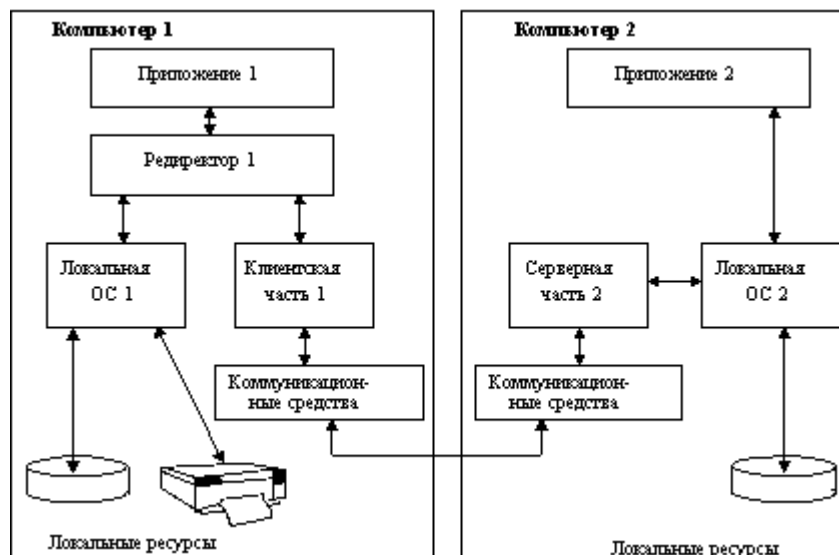 Компьютер 1
Приложение 1
Редиректор 1
Локальная
ОС 1
Клиентская
часть 1
Коммуникацион-
ные средства
Локальные ресурсы
Компьютер 2
Приложение 2
Серверная
часть 2
Локальная
ОС 2
Коммуникацион-
ные средства
Локальные ресурсы